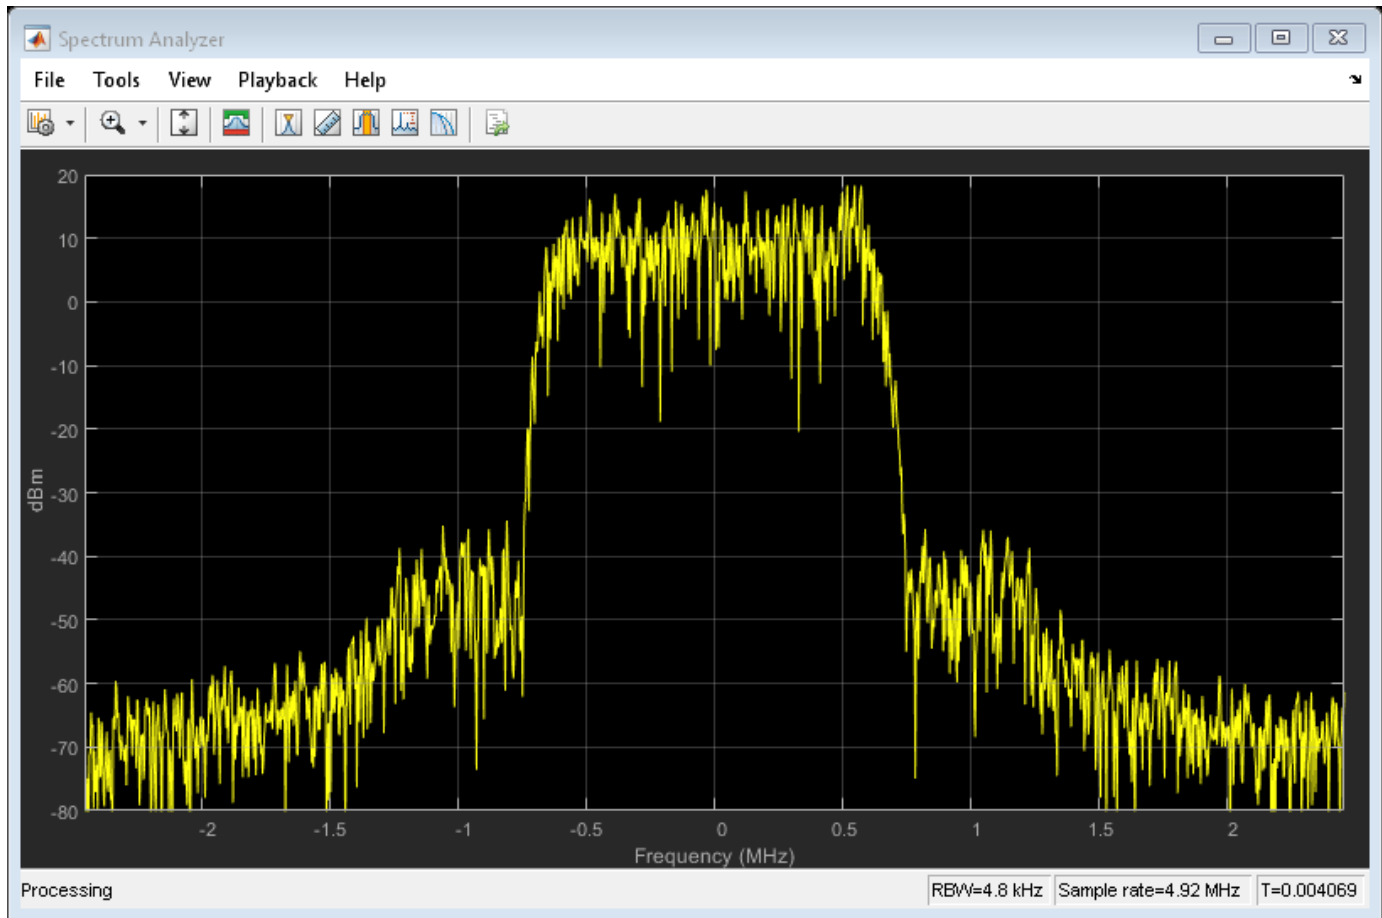 Spectrum Analyzer
File Tools View Playback Help
20
10
0
-10
-20
-30
-40
-50
-60
-70
-80
dBm
-2 -1.5 -1 -0.5 0 0.5 1 1.5 2
Frequency (MHz)
Processing RBW=4.8 kHz Sample rate=4.92 MHz T=0.004069